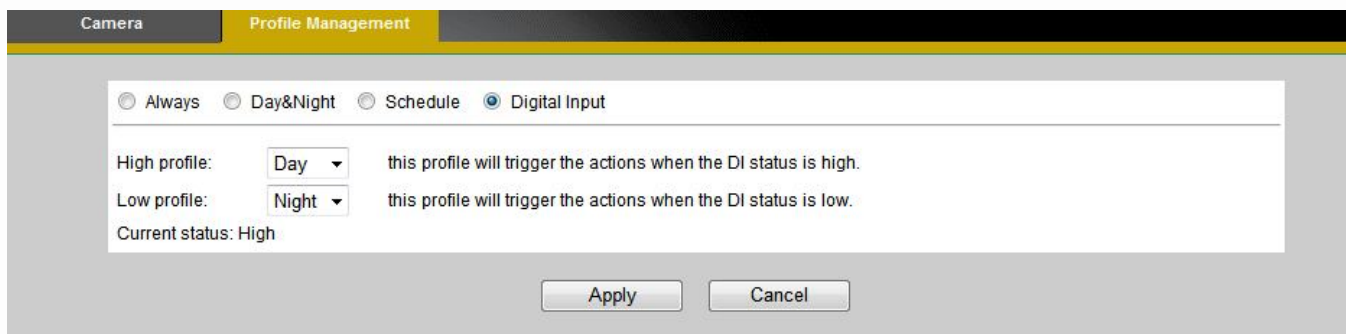 Camera Profile Management
Always Day&Night Schedule Digital Input
High profile: Day this profile will trigger the actions when the DI status is high.
Low profile: Night this profile will trigger the actions when the DI status is low.
Current status: High
Apply Cancel